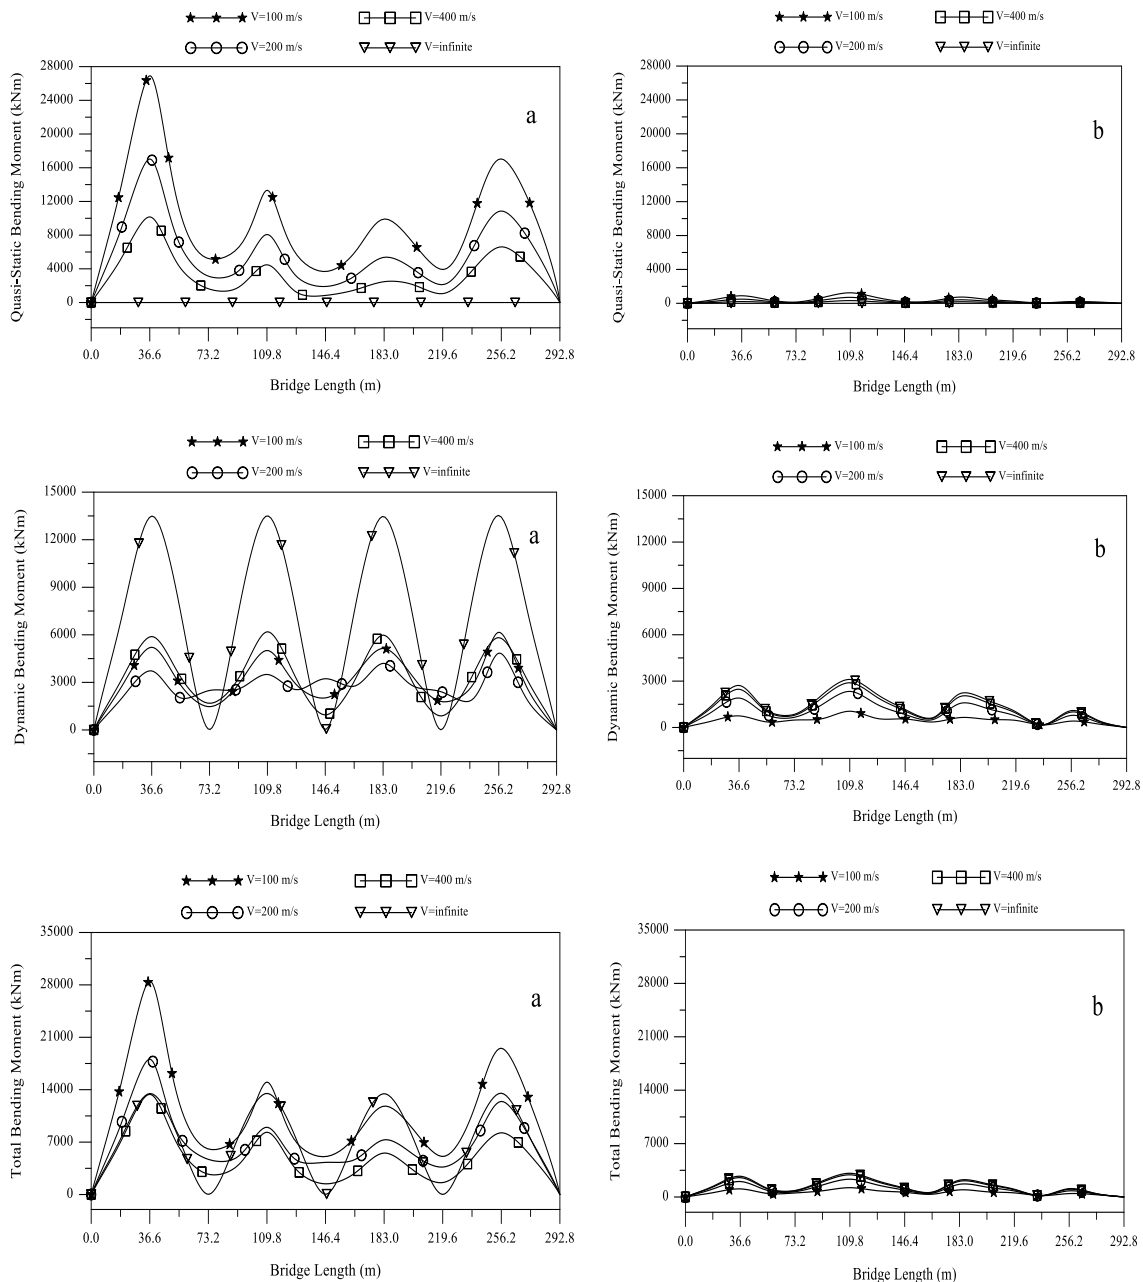 V=100 m/s V=400 m/s
V=200 m/s V=infinite
Quasi-Static Bending Moment (kNm)
28000
24000
20000
16000
12000
8000
4000
0
a
0.0 36.6 73.2 109.8 146.4 183.0 219.6 256.2 292.8
Bridge Length (m)
V=100 m/s V=400 m/s
V=200 m/s V=infinite
Quasi-Static Bending Moment (kNm)
28000
24000
20000
16000
12000
8000
4000
0
b
0.0 36.6 73.2 109.8 146.4 183.0 219.6 256.2 292.8
Bridge Length (m)
V=100 m/s V=400 m/s
V=200 m/s V=infinite
Dynamic Bending Moment (kNm)
15000
12000
9000
6000
3000
0
a
0.0 36.6 73.2 109.8 146.4 183.0 219.6 256.2 292.8
Bridge Length (m)
V=100 m/s V=400 m/s
V=200 m/s V=infinite
Dynamic Bending Moment (kNm)
15000
12000
9000
6000
3000
0
b
0.0 36.6 73.2 109.8 146.4 183.0 219.6 256.2 292.8
Bridge Length (m)
V=100 m/s V=400 m/s
V=200 m/s V=infinite
Total Bending Moment (kNm)
35000
28000
21000
14000
7000
0
a
0.0 36.6 73.2 109.8 146.4 183.0 219.6 256.2 292.8
Bridge Length (m)
V=100 m/s V=400 m/s
V=200 m/s V=infinite
Total Bending Moment (kNm)
35000
28000
21000
14000
7000
0
b
0.0 36.6 73.2 109.8 146.4 183.0 219.6 256.2 292.8
Bridge Length (m)